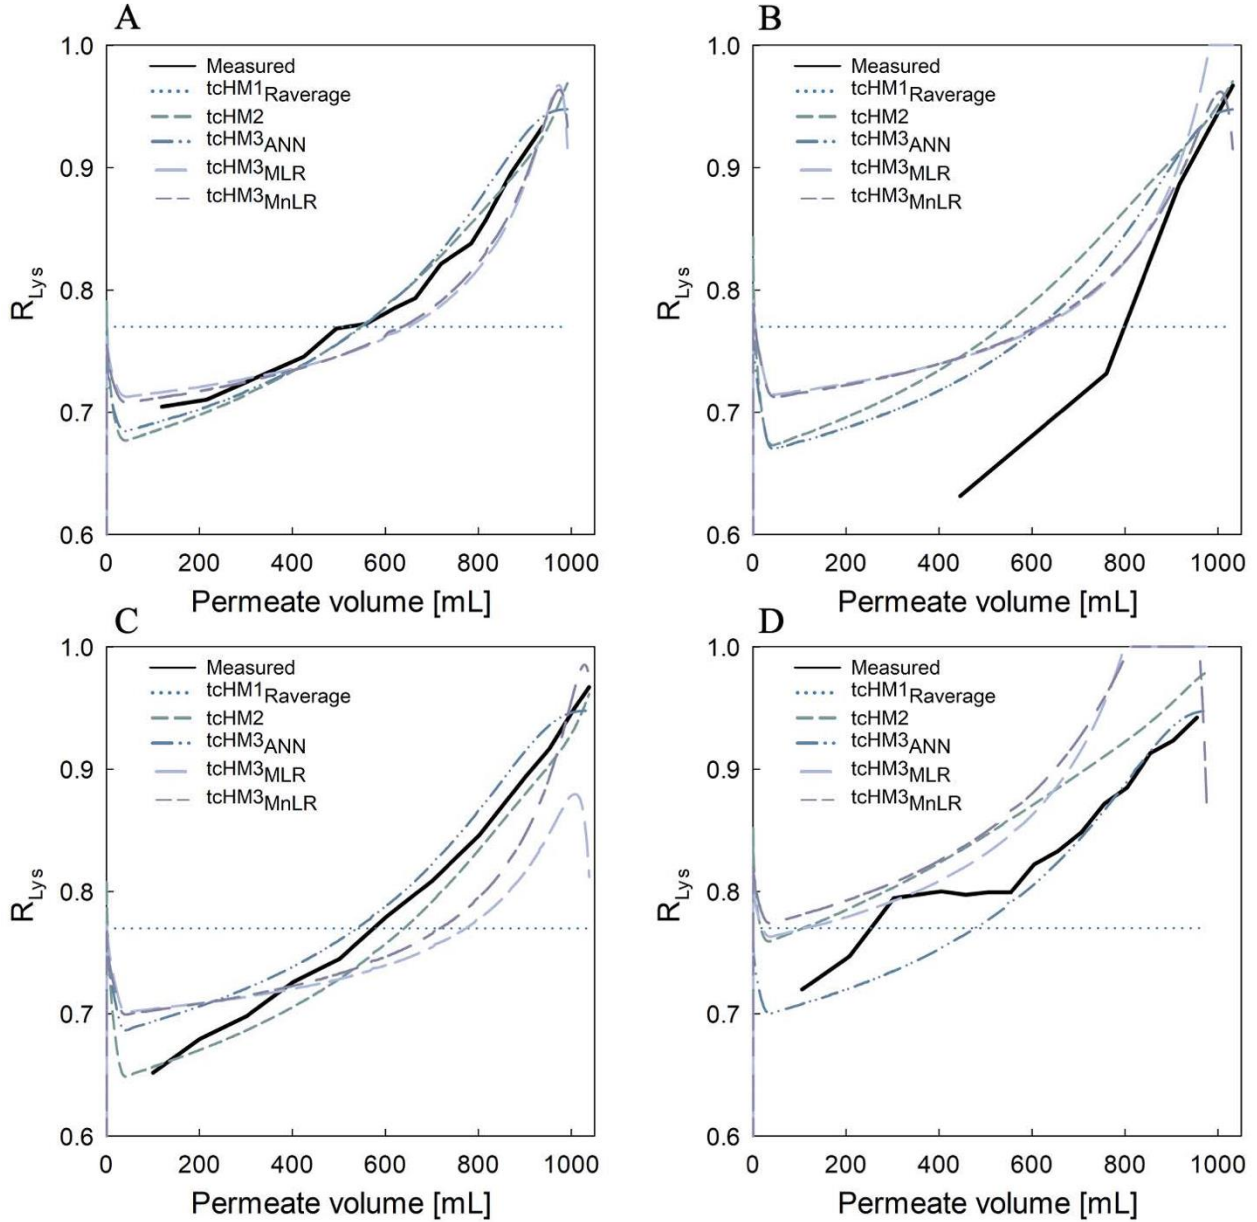 A
R_Lys
1.0
0.9
0.8
0.7
0.6
Measured
tcHM1Raverage
tcHM2
tcHM3ANN
tcHM3MLR
tcHM3MnLR
0 200 400 600 800 1000
Permeate volume [mL]
B
R_Lys
1.0
0.9
0.8
0.7
0.6
Measured
tcHM1Raverage
tcHM2
tcHM3ANN
tcHM3MLR
tcHM3MnLR
0 200 400 600 800 1000
Permeate volume [mL]
C
R_Lys
1.0
0.9
0.8
0.7
0.6
Measured
tcHM1Raverage
tcHM2
tcHM3ANN
tcHM3MLR
tcHM3MnLR
0 200 400 600 800 1000
Permeate volume [mL]
D
R_Lys
1.0
0.9
0.8
0.7
0.6
Measured
tcHM1Raverage
tcHM2
tcHM3ANN
tcHM3MLR
tcHM3MnLR
0 200 400 600 800 1000
Permeate volume [mL]